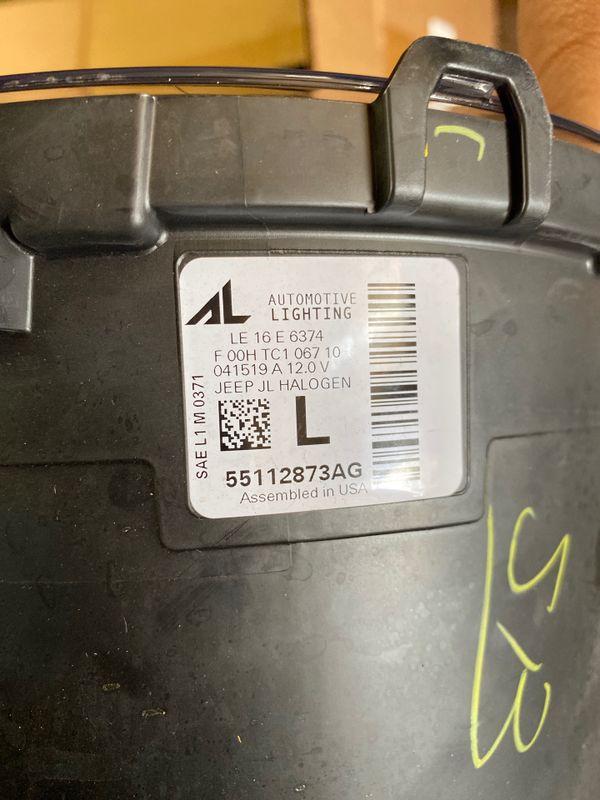 AL AUTOMOTIVE
LIGHTING
LE 16 E 6374
F 00H TC1 067 10
041519 A 12.0 V
JEEP JL HALOGEN
SAE L1 M 0371
L
55112873AG
Assembled in USA